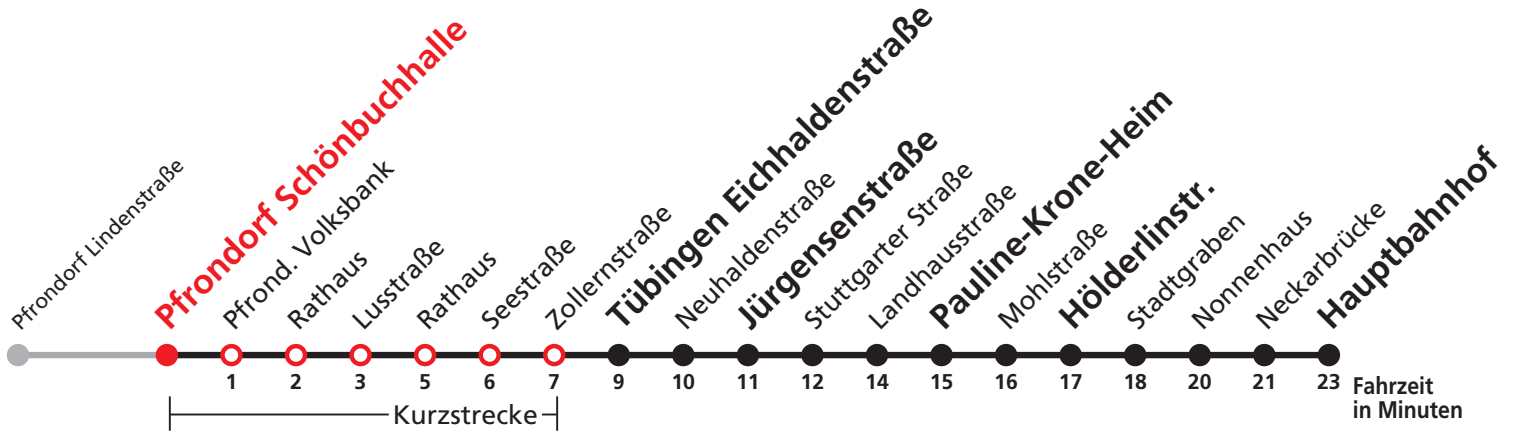 Pfrondorf Lindenstraße
Pfrondorf Schönbuchhalle
Pfrond. Volksbank
Rathaus
Lusstraße
Rathaus
Seestraße
Zollernstraße
Tübingen Eichhaldenstraße
Neuhaldenstraße
Jürgensenstraße
Stuttgarter Straße
Landhausstraße
Pauline-Krone-Heim
Mohlstraße
Hölderlinstr.
Stadtgraben
Nonnenhaus
Neckarbrücke
Hauptbahnhof
1 2 3 5 6 7 9 10 11 12 14 15 16 17 18 20 21 23 Fahrzeit
in Minuten
Kurzstrecke